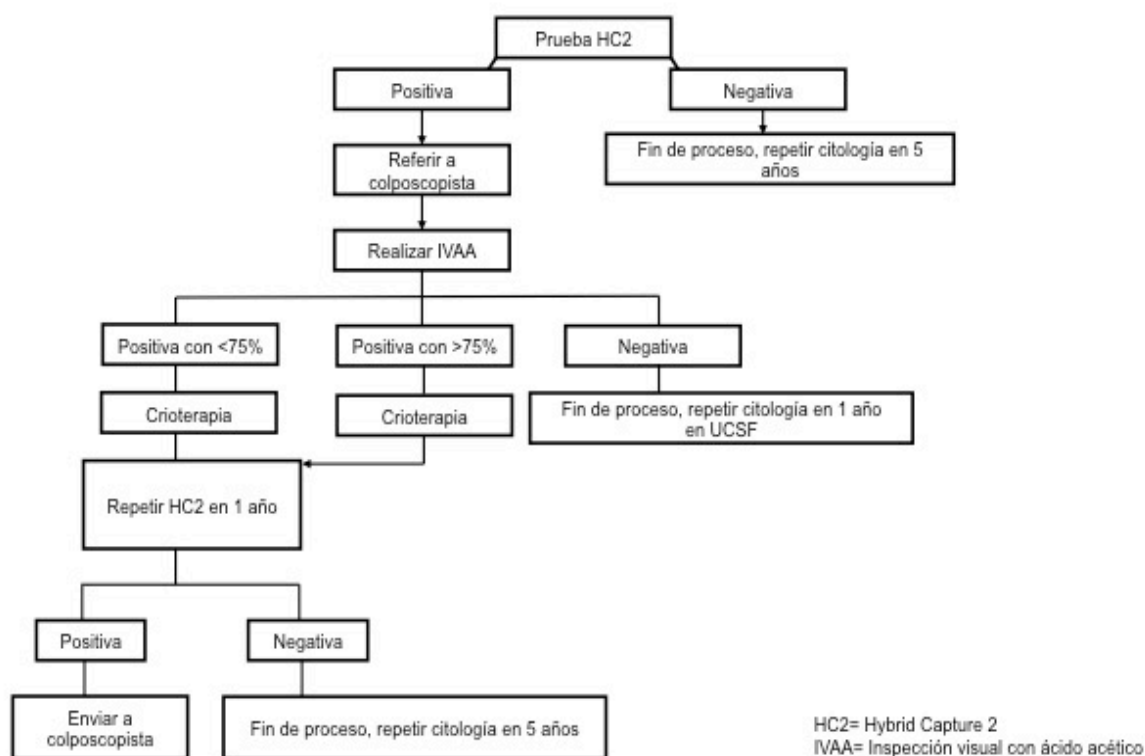 Prueba HC2
Positiva
Negativa
Referir a
colposcopista
Fin de proceso, repetir citología en 5
años
Realizar IVAA
Positiva con <75%
Positiva con >75%
Negativa
Crioterapia
Crioterapia
Fin de proceso, repetir citología en 1 año
en UCSF
Repetir HC2 en 1 año
Positiva
Negativa
Enviar a
colposcopista
Fin de proceso, repetir citología en 5 años
HC2= Hybrid Capture 2
IVAA= Inspección visual con ácido acético